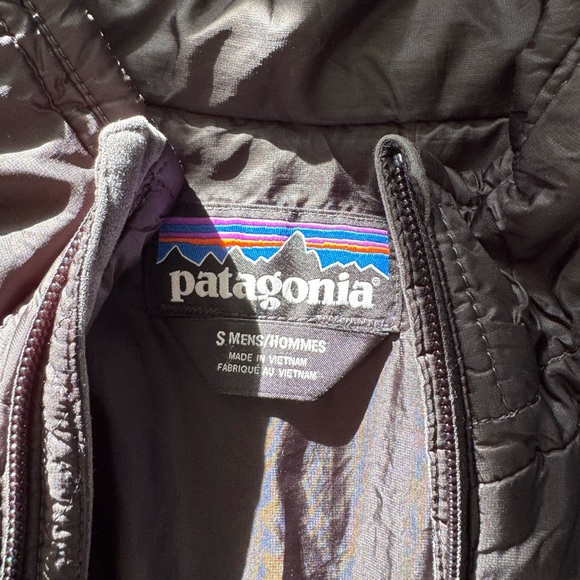 patagonia®
S MENS/HOMMES
MADE IN VIETNAM
FABRIQUÉ AU VIETNAM